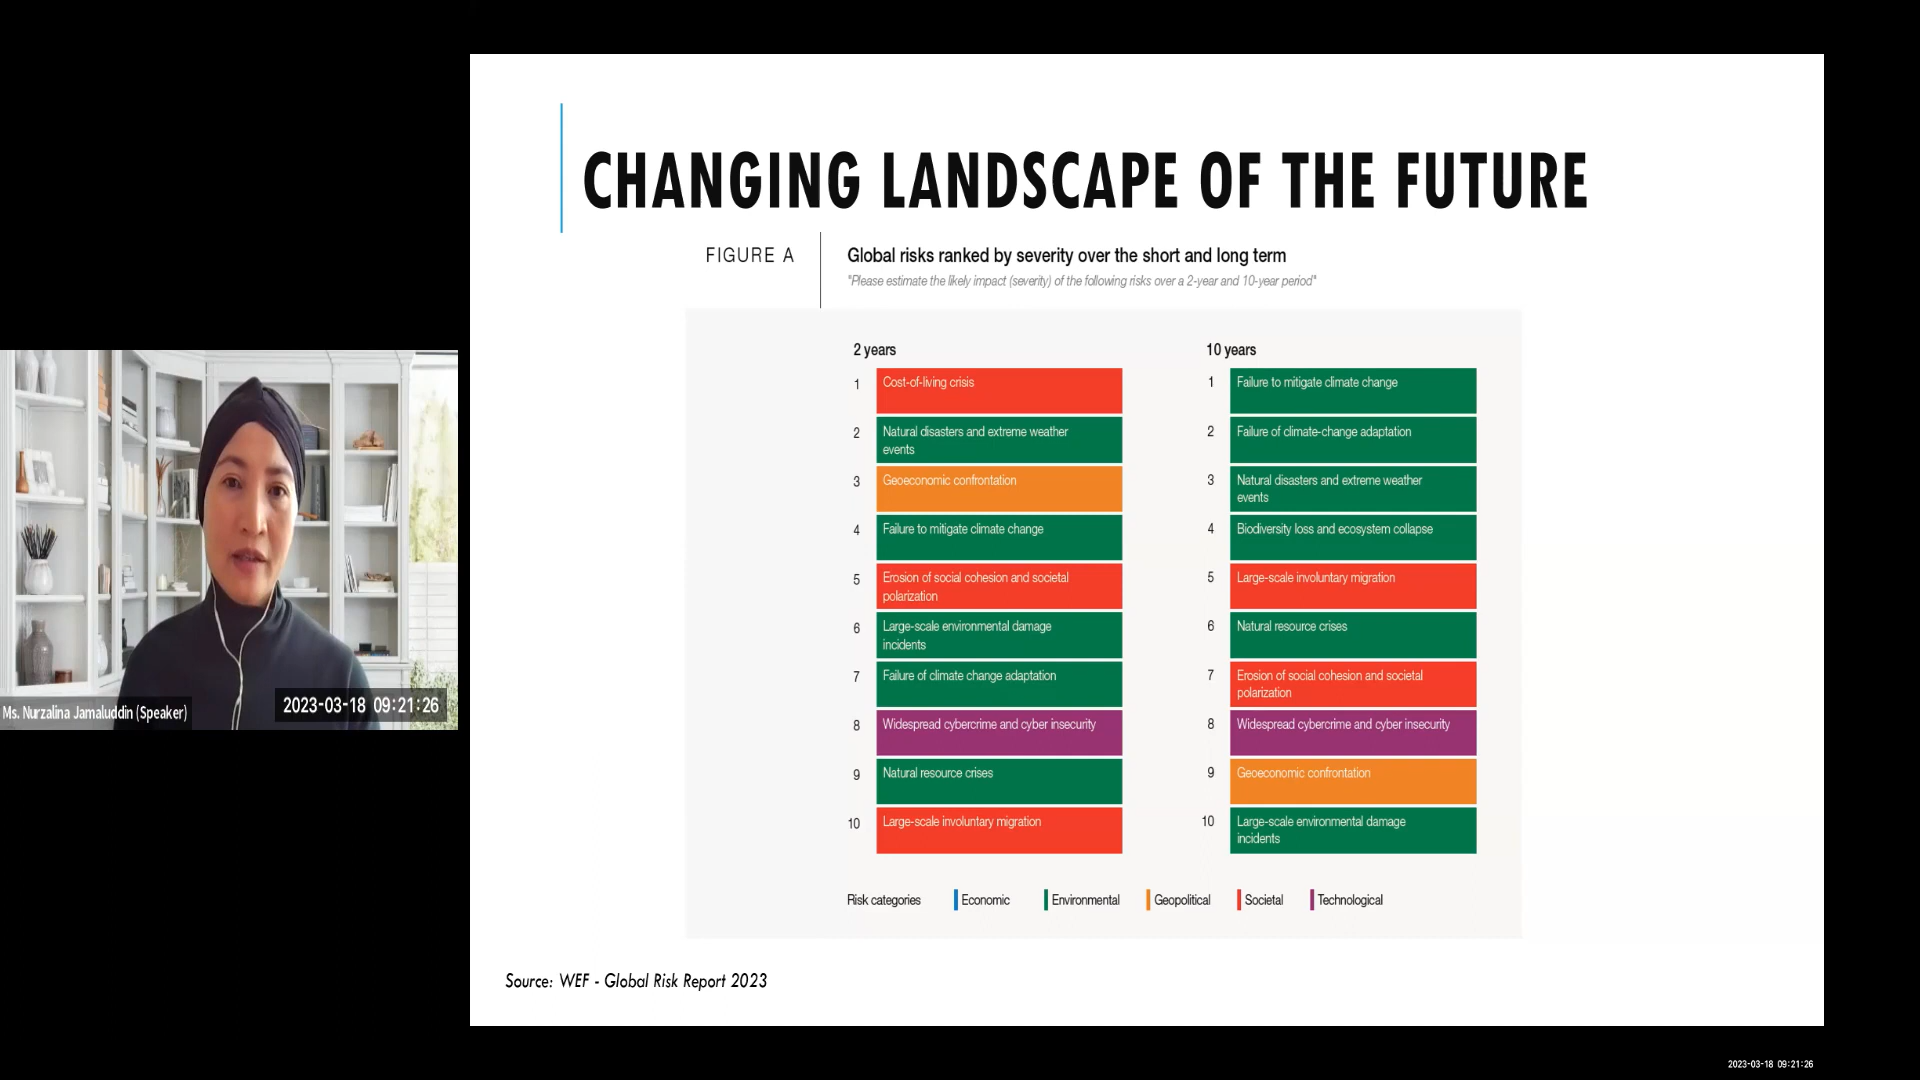 CHANGING LANDSCAPE OF THE FUTURE
FIGURE A
Global risks ranked by severity over the short and long term
"Please estimate the likely impact (severity) of the following risks over a 2-year and 10-year period"
2 years
1
Cost-of-living crisis
2
Natural disasters and extreme weather
events
3
Geoeconomic confrontation
4
Failure to mitigate climate change
5
Erosion of social cohesion and societal
polarization
6
Large-scale environmental damage
incidents
7
Failure of climate change adaptation
8
Widespread cybercrime and cyber insecurity
9
Natural resource crises
10
Large-scale involuntary migration
10 years
1
Failure to mitigate climate change
2
Failure of climate-change adaptation
3
Natural disasters and extreme weather
events
4
Biodiversity loss and ecosystem collapse
5
Large-scale involuntary migration
6
Natural resource crises
7
Erosion of social cohesion and societal
polarization
8
Widespread cybercrime and cyber insecurity
9
Geoeconomic confrontation
10
Large-scale environmental damage
incidents
Risk categories Economic Environmental Geopolitical Societal Technological
Source: WEF - Global Risk Report 2023
Ms. Nurzalina Jamaluddin (Speaker)
2023-03-18 09:21:26
2023-03-18 09:21:26